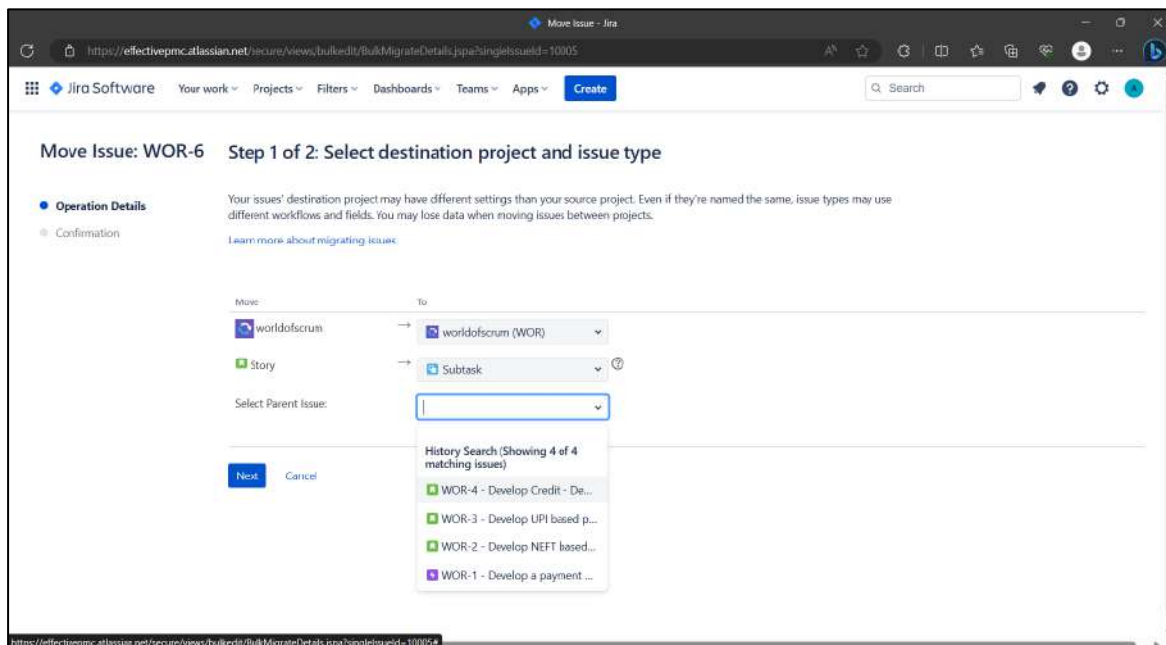 Move Issue - Jira
https://effectivepmc.atlassian.net/secure/views/bulkedit/BulkMigrateDetails.jspa?singleIssueId=10005
Jira Software Your work Projects Filters Dashboards Teams Apps Create Search
Move Issue: WOR-6 Step 1 of 2: Select destination project and issue type
Operation Details
Confirmation
Your issues' destination project may have different settings than your source project. Even if they're named the same, issue types may use
different workflows and fields. You may lose data when moving issues between projects.
Learn more about migrating issues
Move To
worldofscrum → worldofscrum (WOR)
Story → Subtask
Select Parent Issue:
History Search (Showing 4 of 4
matching issues)
Next Cancel
WOR-4 - Develop Credit - De...
WOR-3 - Develop UPI based p...
WOR-2 - Develop NEFT based...
WOR-1 - Develop a payment ...
https://effectivepmc.atlassian.net/secure/views/bulkedit/BulkMigrateDetails.jspa?singleIssueId=10005#